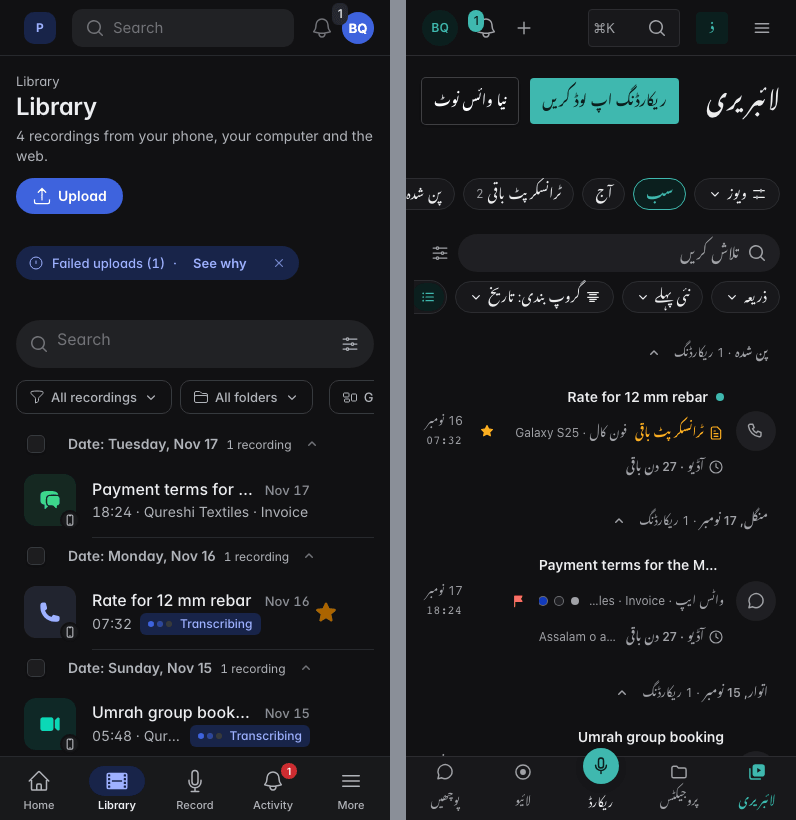 P
Search
1
BQ
Library
Library
4 recordings from your phone, your computer and the
web.
Upload
Failed uploads (1) · See why
Search
All recordings
All folders
G
Date: Tuesday, Nov 17 1 recording
Payment terms for ... Nov 17
18:24 · Qureshi Textiles · Invoice
Date: Monday, Nov 16 1 recording
Rate for 12 mm rebar Nov 16
07:32 Transcribing
Date: Sunday, Nov 15 1 recording
Umrah group book... Nov 15
05:48 · Qur... Transcribing
Home
Library
Record
1
Activity
More
BQ
1
⌘K
ذ
لائبریری
ریکارڈنگ اپ لوڈ کریں
نیا وائس نوٹ
ویوز
سب
آج
ٹرانسکرپٹ باقی 2
پن شدہ
تلاش کریں
ذریعہ
نئی پہلے
گروپ بندی: تاریخ
پن شدہ · 1 ریکارڈنگ
Rate for 12 mm rebar
16 نومبر
ٹرانسکرپٹ باقی فون کال · Galaxy S25
07:32
آڈیو · 27 دن باقی
منگل, 17 نومبر · 1 ریکارڈنگ
Payment terms for the M...
17 نومبر
واٹس ایپ · les · Invoice...
18:24
آڈیو · 27 دن باقی Assalam o a...
اتوار, 15 نومبر · 1 ریکارڈنگ
Umrah group booking
لائبریری
پروجیکٹس
ریکارڈ
لائیو
پوچھیں